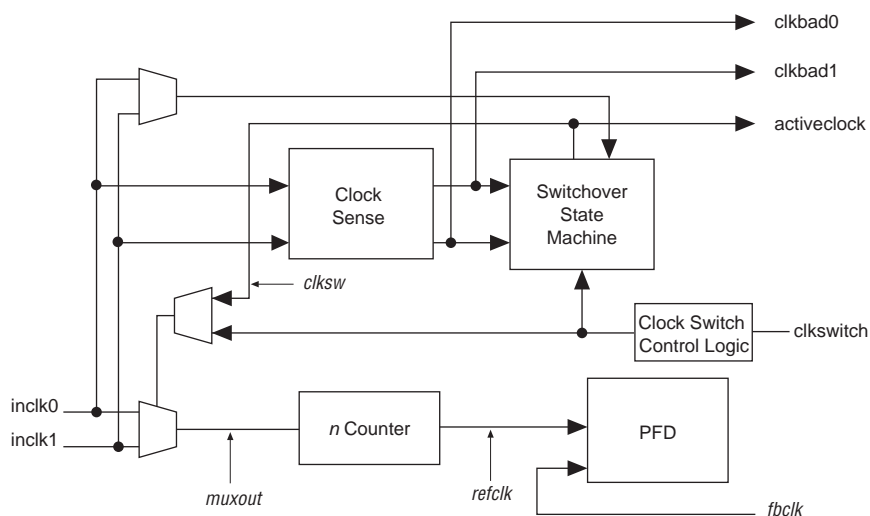 clkbad0
clkbad1
activeclock
Clock
Sense
Switchover
State
Machine
clksw
Clock Switch
Control Logic
clkswitch
inclk0
inclk1
n Counter
PFD
muxout
refclk
fbclk